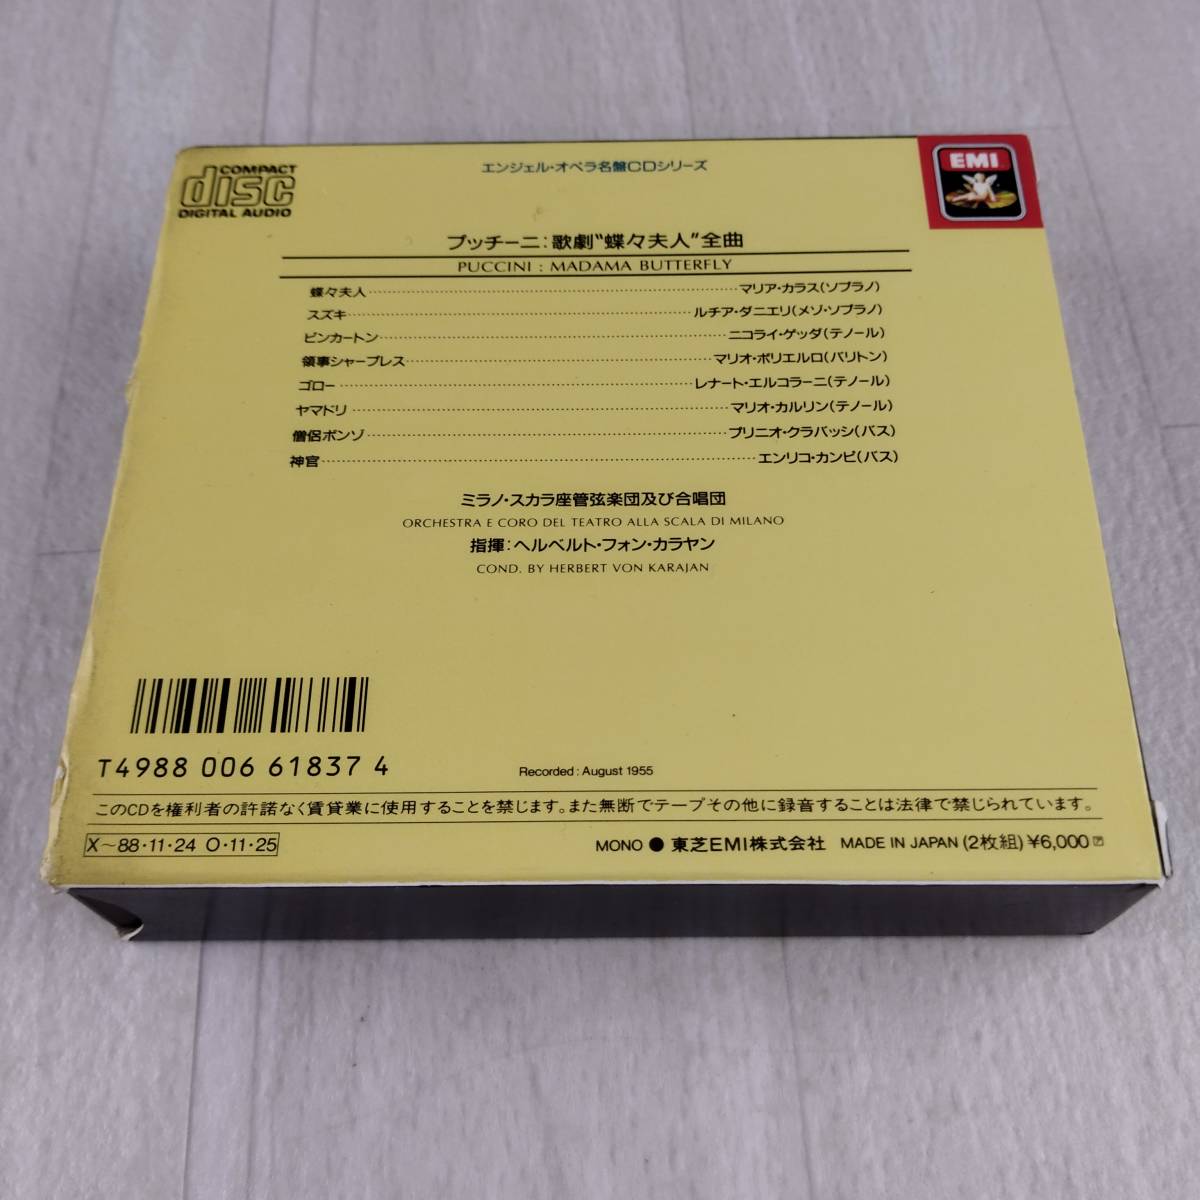 COMPACT
disc
DIGITAL AUDIO
エンジェル・オペラ名盤CDシリーズ
EMI
プッチーニ:歌劇“蝶々夫人”全曲
PUCCINI : MADAMA BUTTERFLY
蝶々夫人……マリア・カラス(ソプラノ)
スズキ……ルチア・ダニエリ(メゾ・ソプラノ)
ピンカートン……ニコライ・ゲッダ(テノール)
領事シャープレス……マリオ・ボリエルロ(バリトン)
ゴロー……レナート・エルコラーニ(テノール)
ヤマドリ……マリオ・カルリン(テノール)
僧侶ボンゾ……プリニオ・クラバッシ(バス)
神官……エンリコ・カンピ(バス)
ミラノ・スカラ座管弦楽団及び合唱団
ORCHESTRA E CORO DEL TEATRO ALLA SCALA DI MILANO
指揮:ヘルベルト・フォン・カラヤン
COND. BY HERBERT VON KARAJAN
T4988 006 61837 4
Recorded : August 1955
このCDを権利者の許諾なく賃貸業に使用することを禁じます。また無断でテープその他に録音することは法律で禁じられています。
X〜88・11・24 O・11・25
MONO ● 東芝EMI株式会社 MADE IN JAPAN (2枚組) ¥6,000